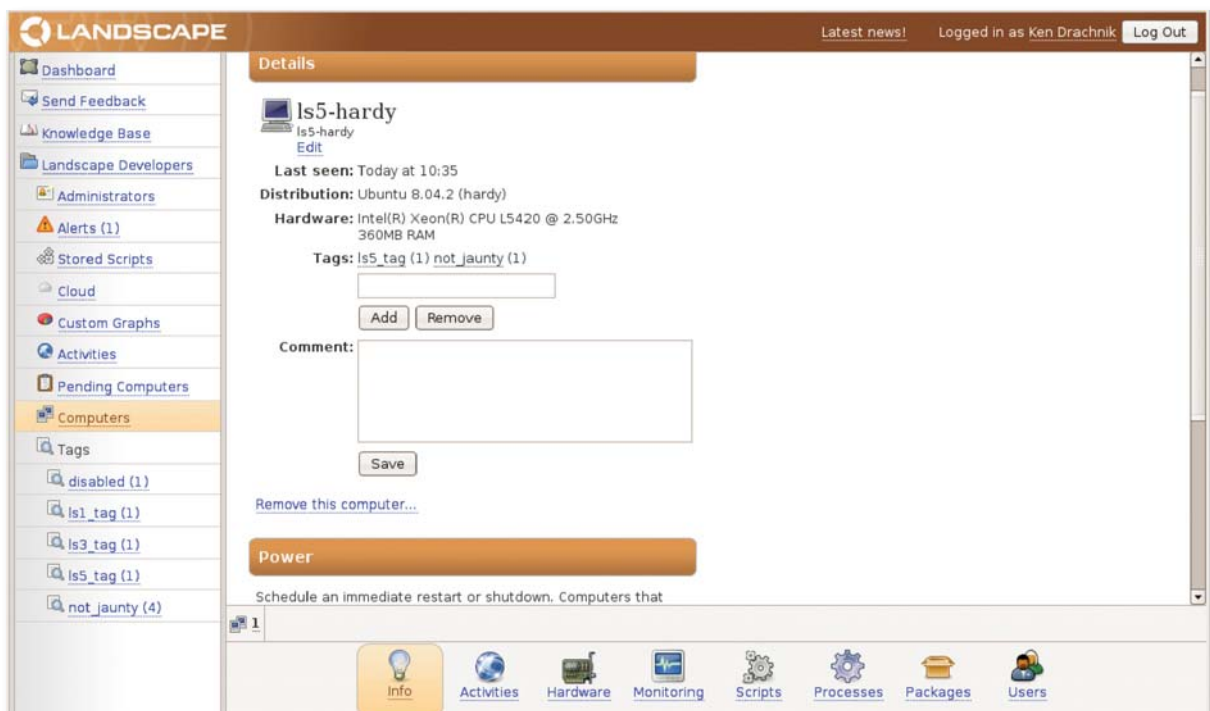 LANDSCAPE
Latest news!
Logged in as Ken Drachnik
Log Out
Dashboard
Send Feedback
Knowledge Base
Landscape Developers
Administrators
Alerts (1)
Stored Scripts
Cloud
Custom Graphs
Activities
Pending Computers
Computers
Tags
disabled (1)
ls1_tag (1)
ls3_tag (1)
ls5_tag (1)
not_jaunty (4)
Details
ls5-hardy
ls5-hardy
Edit
Last seen: Today at 10:35
Distribution: Ubuntu 8.04.2 (hardy)
Hardware: Intel(R) Xeon(R) CPU L5420 @ 2.50GHz
360MB RAM
Tags: ls5_tag (1) not_jaunty (1)
Add
Remove
Comment:
Save
Remove this computer...
Power
Schedule an immediate restart or shutdown. Computers that
1
Info
Activities
Hardware
Monitoring
Scripts
Processes
Packages
Users